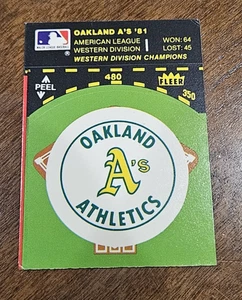 OAKLAND A'S '81
AMERICAN LEAGUE WON: 64
WESTERN DIVISION LOST: 45
WESTERN DIVISION CHAMPIONS
PEEL
480
FLEER
350
OAKLAND
A's
ATHLETICS